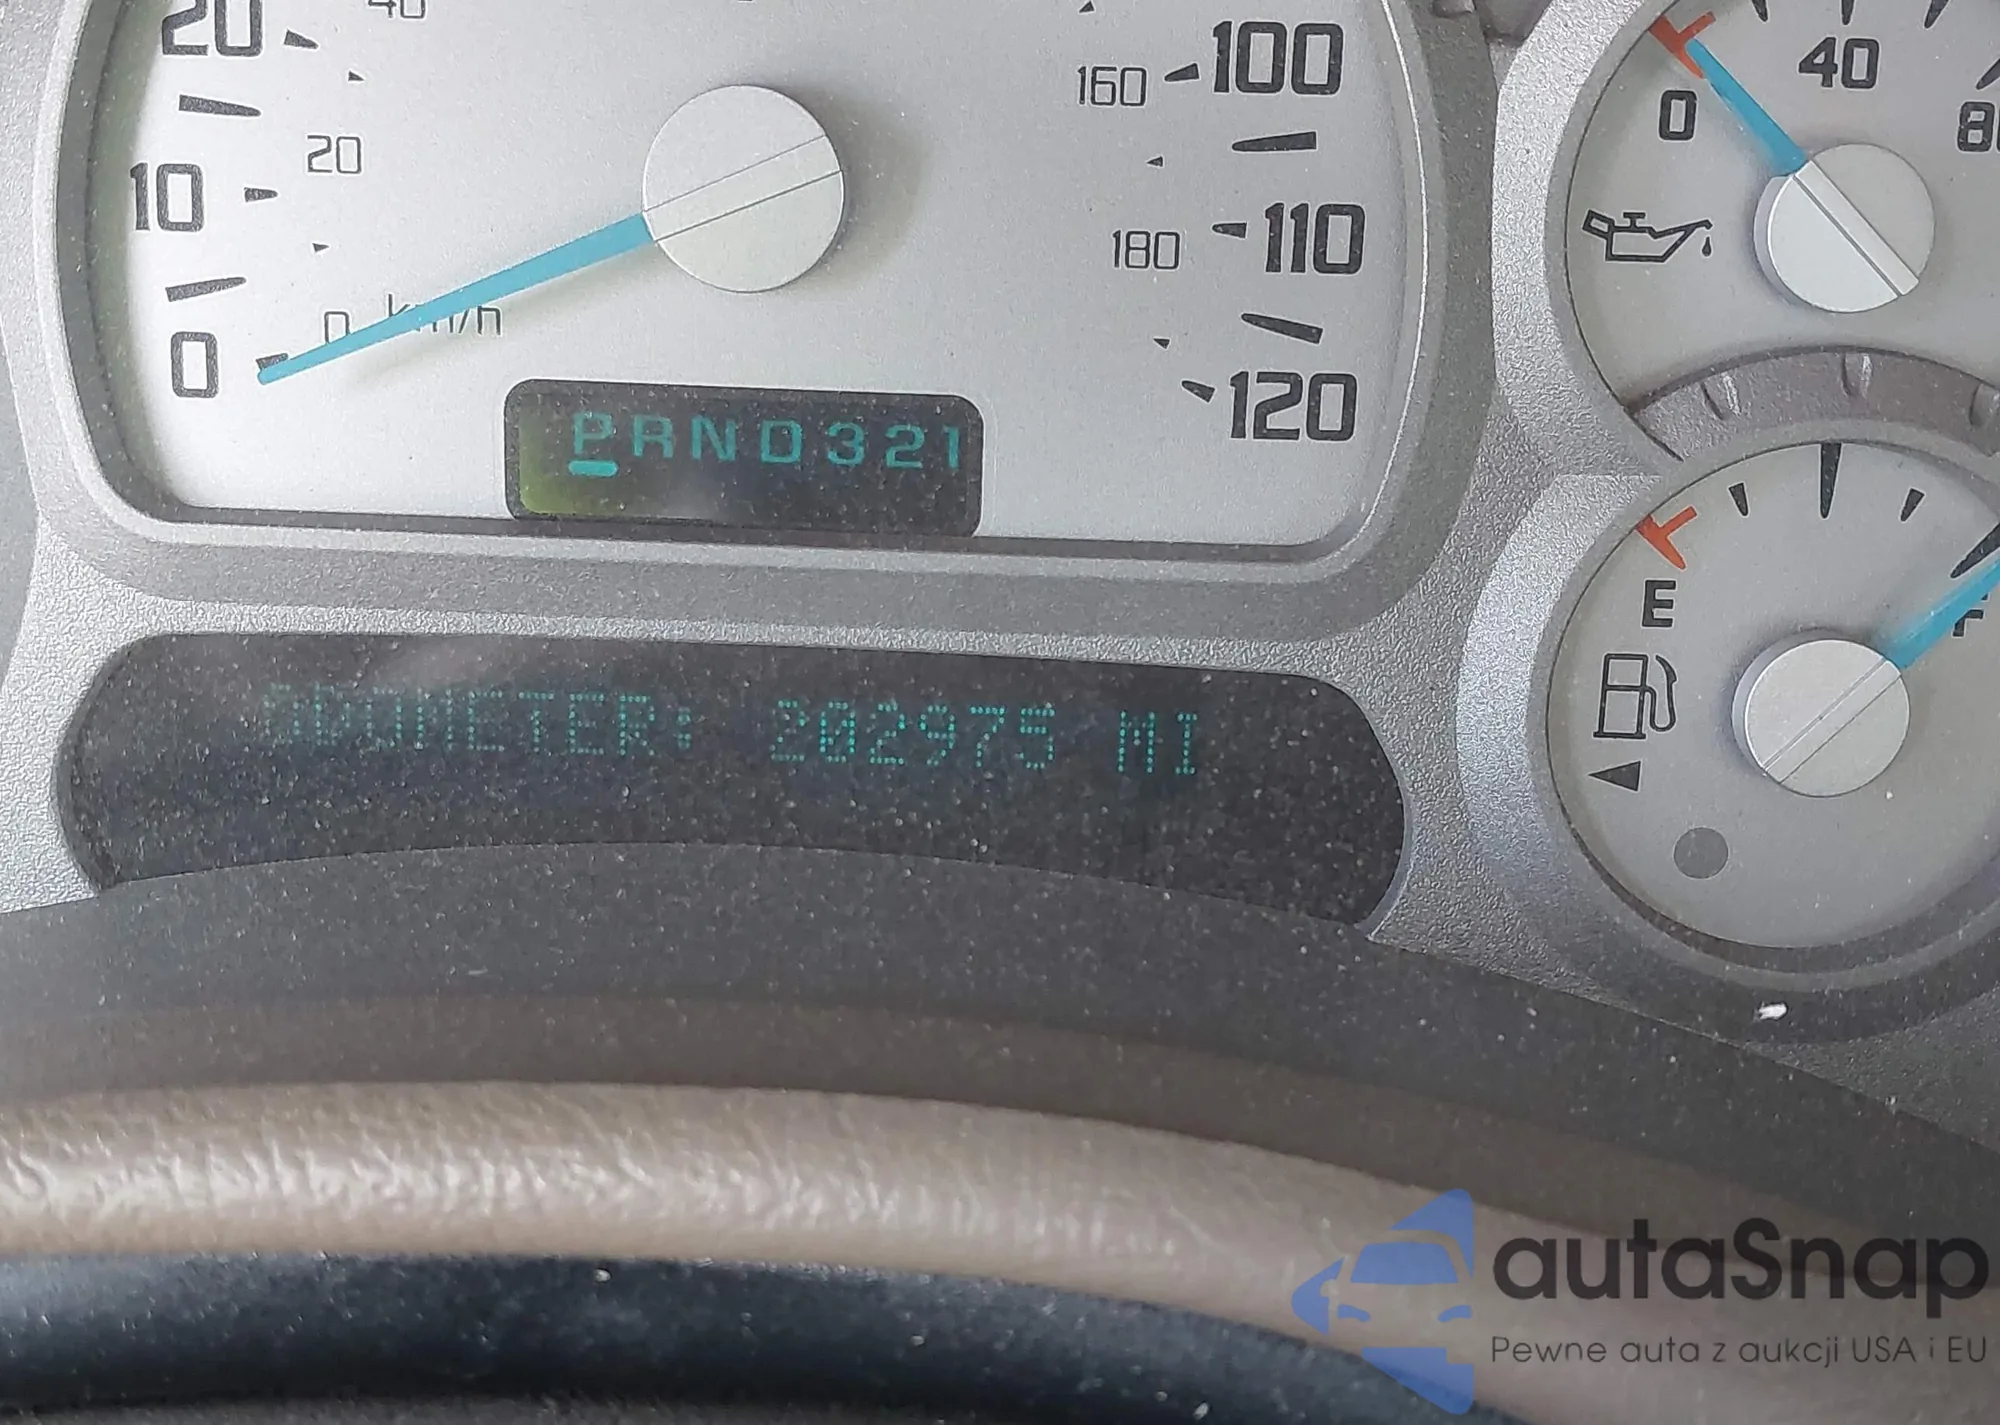 20
40
10
20
0
0
km/h
160
100
180
110
120
0
40
PRND321
E
F
ODOMETER: 202975 MI
autaSnap
Pewne auta z aukcji USA i EU